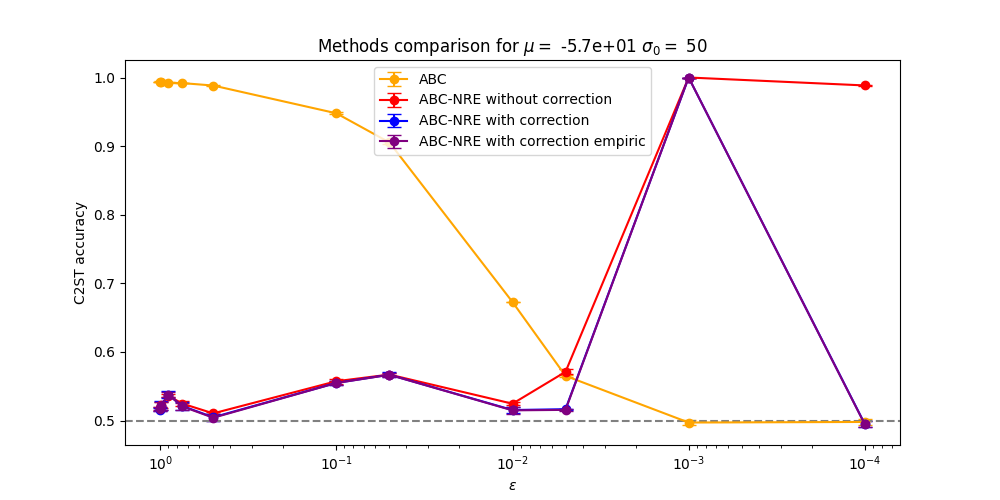 Methods comparison for μ = -5.7e+01 σ₀ = 50
ABC
ABC-NRE without correction
ABC-NRE with correction
ABC-NRE with correction empiric
C2ST accuracy
1.0
0.9
0.8
0.7
0.6
0.5
10⁰ 10⁻¹ 10⁻² 10⁻³ 10⁻⁴
ε